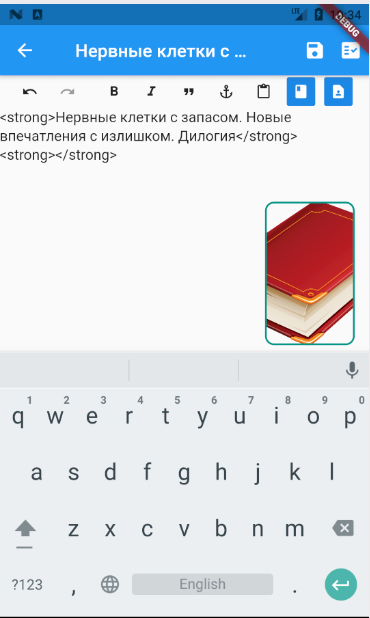 LTE
10:34
DEBUG
Нервные клетки с ...
B I
<strong>Нервные клетки с запасом. Новые
впечатления с излишком. Дилогия</strong>
<strong></strong>
1 2 3 4 5 6 7 8 9 0
q w e r t y u i o p
a s d f g h j k l
z x c v b n m
?123 , English .